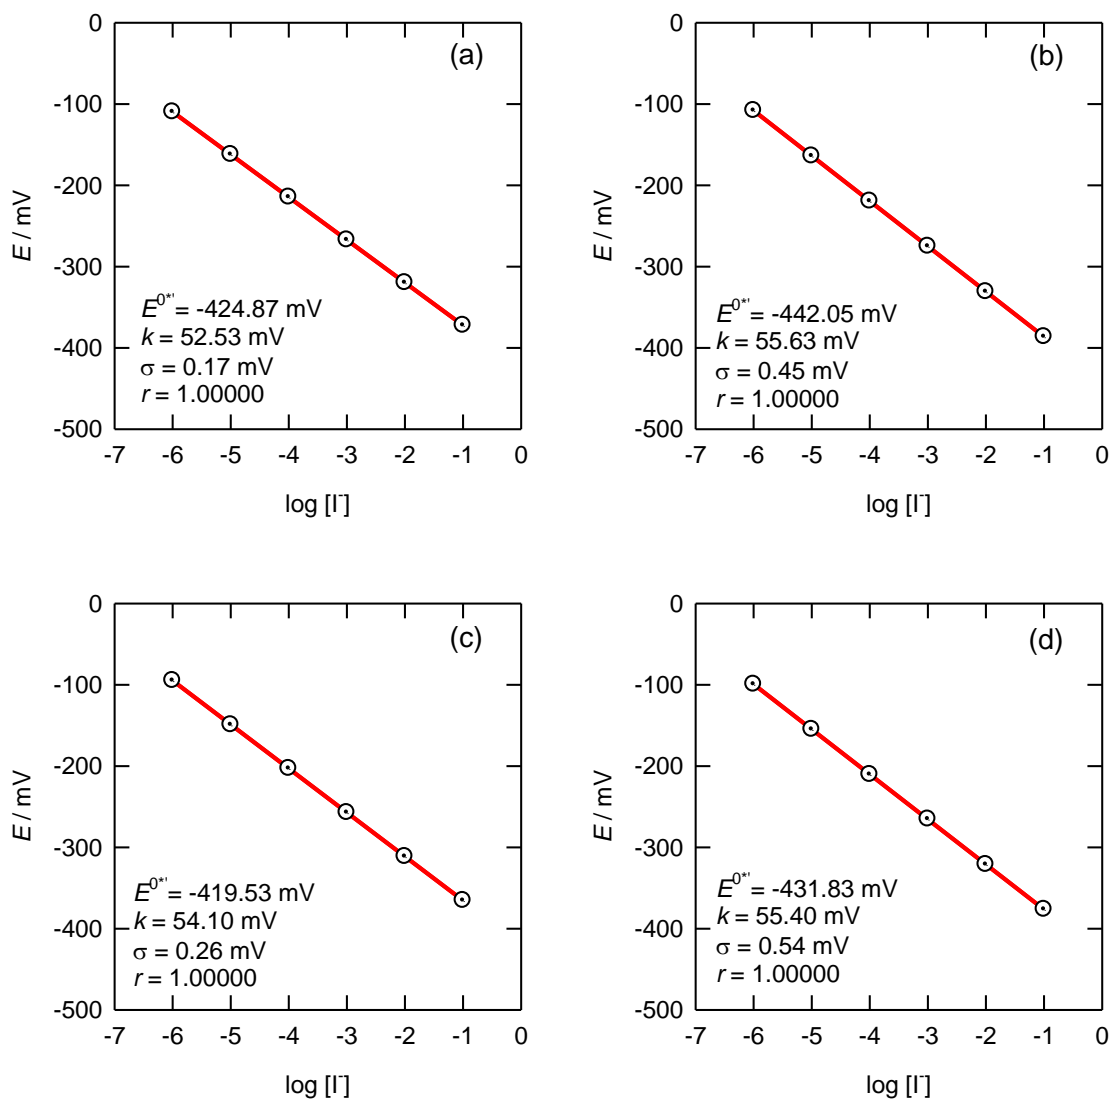 (a)
0
-100
-200
-300
-400
-500
E / mV
E0*' = -424.87 mV
k = 52.53 mV
σ = 0.17 mV
r = 1.00000
-7 -6 -5 -4 -3 -2 -1 0
log [I-]
(b)
0
-100
-200
-300
-400
-500
E / mV
E0*' = -442.05 mV
k = 55.63 mV
σ = 0.45 mV
r = 1.00000
-7 -6 -5 -4 -3 -2 -1 0
log [I-]
(c)
0
-100
-200
-300
-400
-500
E / mV
E0*' = -419.53 mV
k = 54.10 mV
σ = 0.26 mV
r = 1.00000
-7 -6 -5 -4 -3 -2 -1 0
log [I-]
(d)
0
-100
-200
-300
-400
-500
E / mV
E0*' = -431.83 mV
k = 55.40 mV
σ = 0.54 mV
r = 1.00000
-7 -6 -5 -4 -3 -2 -1 0
log [I-]